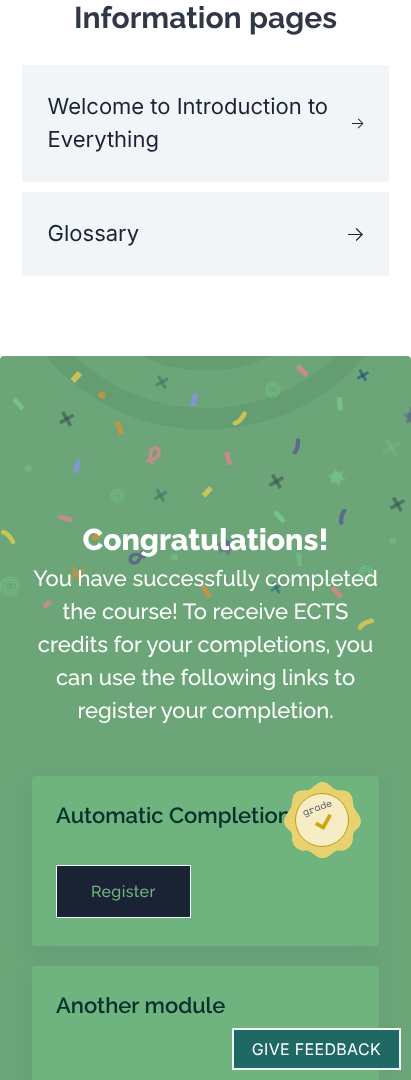 Information pages
Welcome to Introduction to
Everything
Glossary
Congratulations!
You have successfully completed
the course! To receive ECTS
credits for your completions, you
can use the following links to
register your completion.
Automatic Completion
grade
Register
Another module
GIVE FEEDBACK